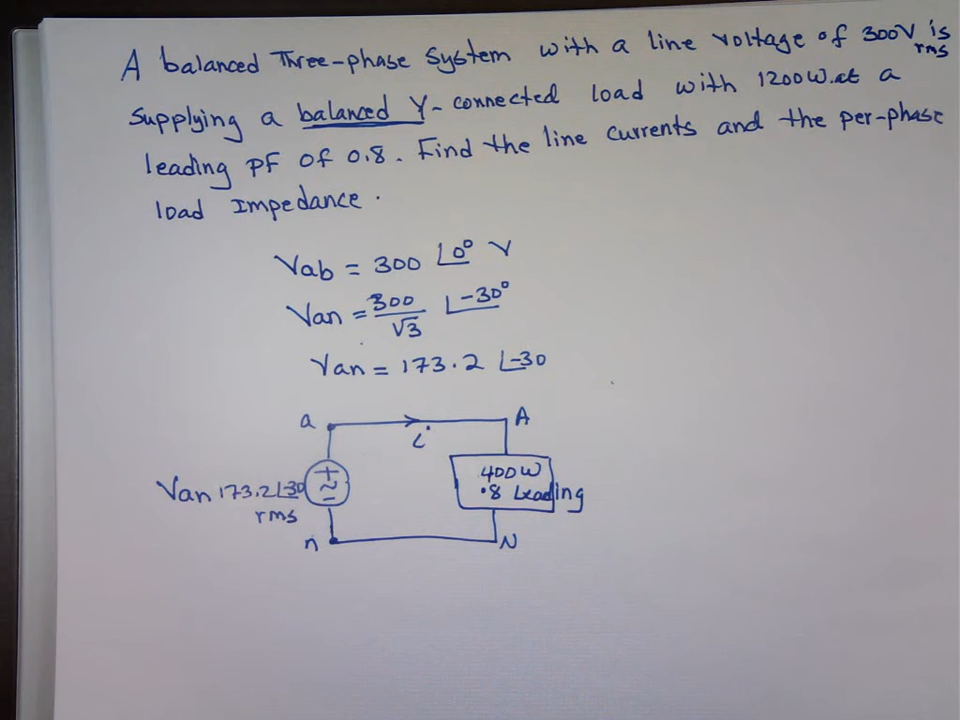 A balanced Three-phase System with a line voltage of 300V is
rms
Supplying a balanced Y-connected load with 1200W.at a
leading PF of 0.8. Find the line currents and the per-phase
load Impedance.
Vab = 300 ∠0° V
Van = 300/√3 ∠-30°
Van = 173.2 ∠-30
a
A
i
+
~
-
Van 173.2∠-30
rms
400W
.8 Leading
n
N